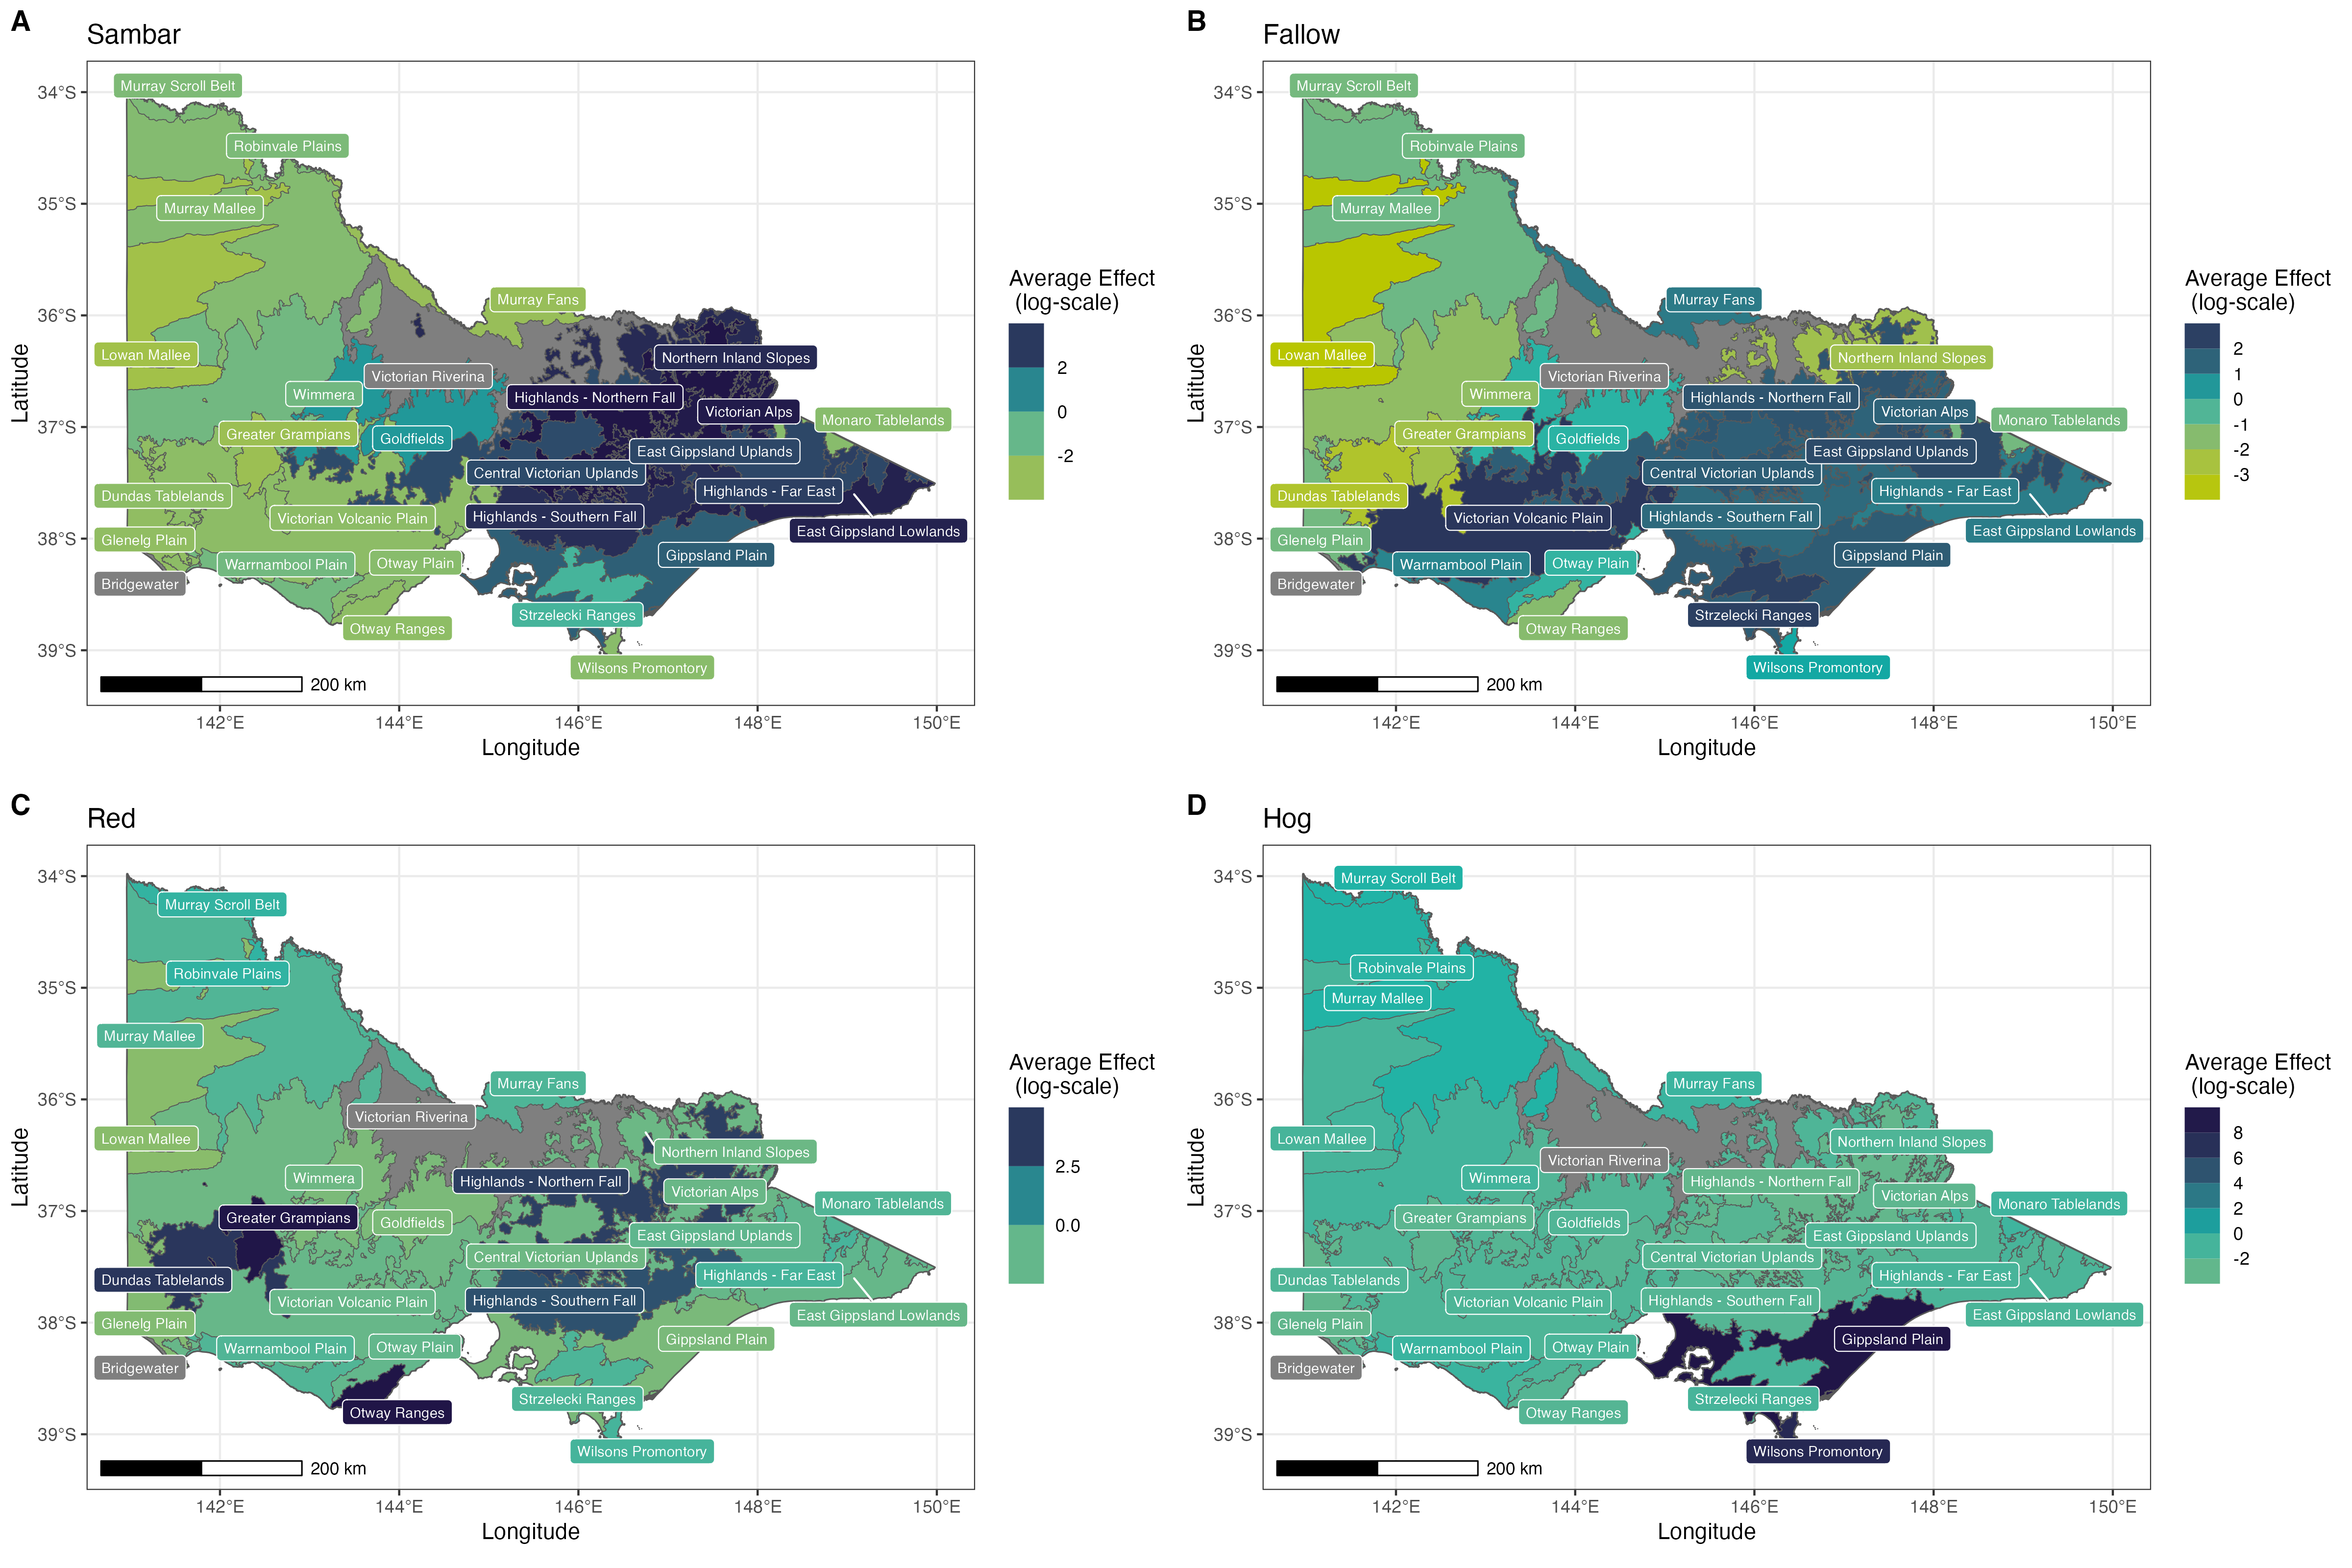 A
Sambar
34°S
35°S
36°S
37°S
38°S
39°S
Latitude
Murray Scroll Belt
Robinvale Plains
Murray Mallee
Murray Fans
Lowan Mallee
Northern Inland Slopes
Victorian Riverina
Wimmera
Highlands - Northern Fall
Victorian Alps
Monaro Tablelands
Greater Grampians
Goldfields
East Gippsland Uplands
Central Victorian Uplands
Dundas Tablelands
Highlands - Far East
Victorian Volcanic Plain
Highlands - Southern Fall
East Gippsland Lowlands
Glenelg Plain
Gippsland Plain
Warrnambool Plain
Otway Plain
Bridgewater
Strzelecki Ranges
Otway Ranges
Wilsons Promontory
200 km
142°E
144°E
146°E
148°E
150°E
Longitude
Average Effect
(log-scale)
2
0
-2
B
Fallow
34°S
35°S
36°S
37°S
38°S
39°S
Latitude
Murray Scroll Belt
Robinvale Plains
Murray Mallee
Murray Fans
Lowan Mallee
Northern Inland Slopes
Victorian Riverina
Wimmera
Highlands - Northern Fall
Victorian Alps
Monaro Tablelands
Greater Grampians
Goldfields
East Gippsland Uplands
Central Victorian Uplands
Dundas Tablelands
Highlands - Far East
Victorian Volcanic Plain
Highlands - Southern Fall
East Gippsland Lowlands
Glenelg Plain
Gippsland Plain
Warrnambool Plain
Otway Plain
Bridgewater
Strzelecki Ranges
Otway Ranges
Wilsons Promontory
200 km
142°E
144°E
146°E
148°E
150°E
Longitude
Average Effect
(log-scale)
2
1
0
-1
-2
-3
C
Red
34°S
35°S
36°S
37°S
38°S
39°S
Latitude
Murray Scroll Belt
Robinvale Plains
Murray Mallee
Murray Fans
Victorian Riverina
Lowan Mallee
Northern Inland Slopes
Wimmera
Highlands - Northern Fall
Victorian Alps
Monaro Tablelands
Greater Grampians
Goldfields
East Gippsland Uplands
Central Victorian Uplands
Dundas Tablelands
Highlands - Far East
Victorian Volcanic Plain
Highlands - Southern Fall
East Gippsland Lowlands
Glenelg Plain
Gippsland Plain
Warrnambool Plain
Otway Plain
Bridgewater
Strzelecki Ranges
Otway Ranges
Wilsons Promontory
200 km
142°E
144°E
146°E
148°E
150°E
Longitude
Average Effect
(log-scale)
2.5
0.0
D
Hog
34°S
35°S
36°S
37°S
38°S
39°S
Latitude
Murray Scroll Belt
Robinvale Plains
Murray Mallee
Murray Fans
Lowan Mallee
Northern Inland Slopes
Victorian Riverina
Wimmera
Highlands - Northern Fall
Victorian Alps
Monaro Tablelands
Greater Grampians
Goldfields
East Gippsland Uplands
Central Victorian Uplands
Dundas Tablelands
Highlands - Far East
Victorian Volcanic Plain
Highlands - Southern Fall
East Gippsland Lowlands
Glenelg Plain
Gippsland Plain
Warrnambool Plain
Otway Plain
Bridgewater
Strzelecki Ranges
Otway Ranges
Wilsons Promontory
200 km
142°E
144°E
146°E
148°E
150°E
Longitude
Average Effect
(log-scale)
8
6
4
2
0
-2